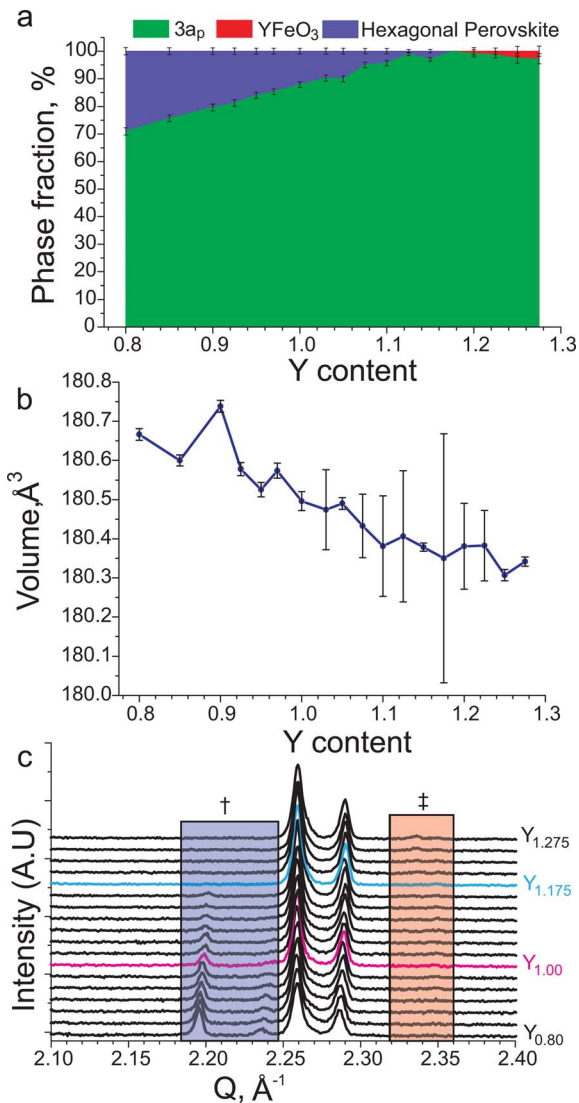 a
3aₚ YFeO₃ Hexagonal Perovskite
Phase fraction, %
100
90
80
70
60
50
40
30
20
10
0
0.8 0.9 1.0 1.1 1.2 1.3
Y content
b
Volume,Å³
180.8
180.7
180.6
180.5
180.4
180.3
180.2
180.1
180.0
0.8 0.9 1.0 1.1 1.2 1.3
Y content
c
Intensity (A.U)
† ‡
Y₁.₂₇₅
Y₁.₁₇₅
Y₁.₀₀
Y₀.₈₀
2.10 2.20 2.25 2.30 2.35 2.40
Q, Å⁻¹